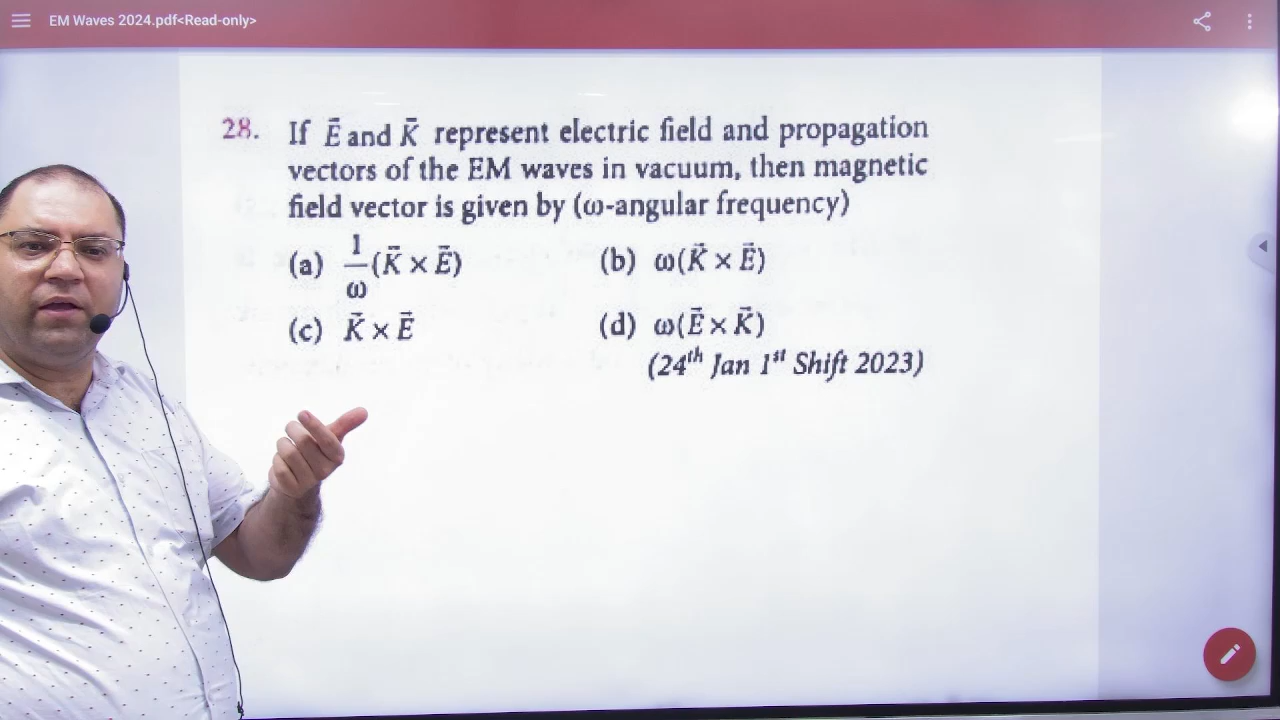 EM Waves 2024.pdf<Read-only>
28. If E̅ and K̅ represent electric field and propagation
vectors of the EM waves in vacuum, then magnetic
field vector is given by (ω-angular frequency)
(a) 1/ω (K̅ × E̅) (b) ω(K⃗ × E⃗)
(c) K⃗ × E⃗ (d) ω(E⃗ × K⃗)
(24th Jan 1st Shift 2023)